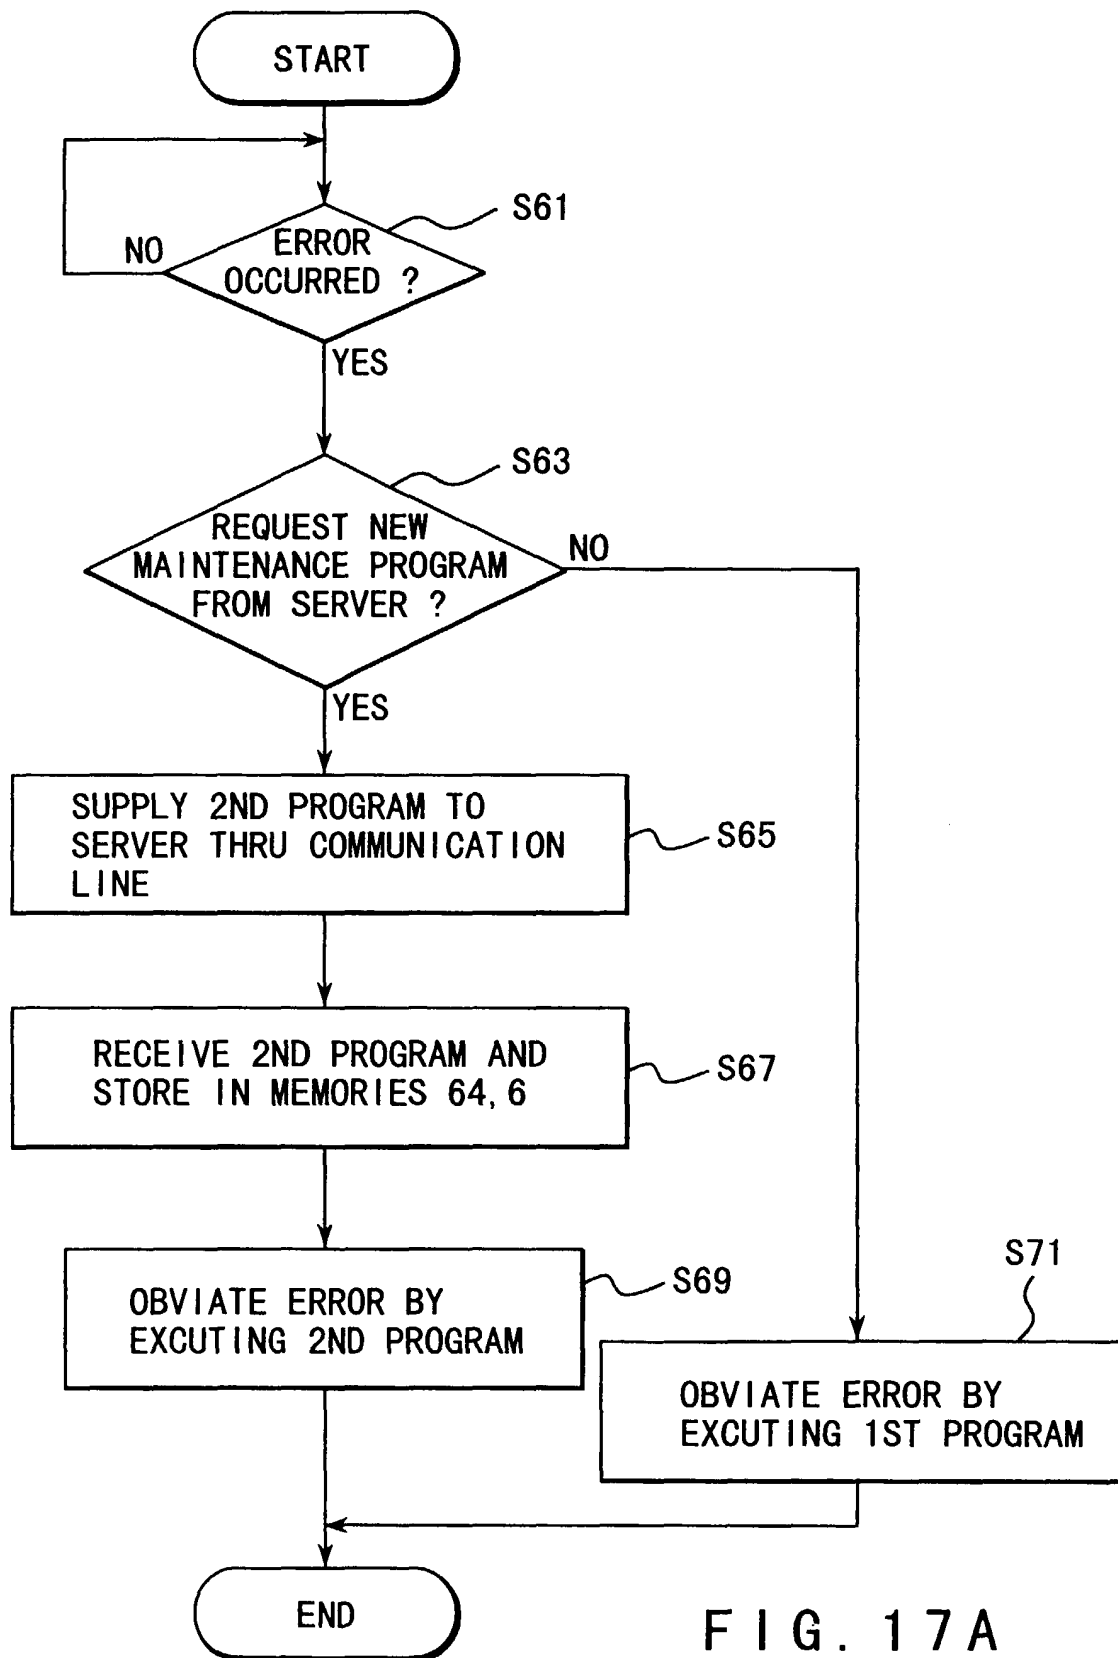 START
S61
NO
ERROR
OCCURRED ?
YES
S63
REQUEST NEW
MAINTENANCE PROGRAM
FROM SERVER ?
NO
YES
SUPPLY 2ND PROGRAM TO
SERVER THRU COMMUNICATION
LINE
S65
RECEIVE 2ND PROGRAM AND
STORE IN MEMORIES 64, 6
S67
OBVIATE ERROR BY
EXCUTING 2ND PROGRAM
S69
S71
OBVIATE ERROR BY
EXCUTING 1ST PROGRAM
END
FIG. 17A